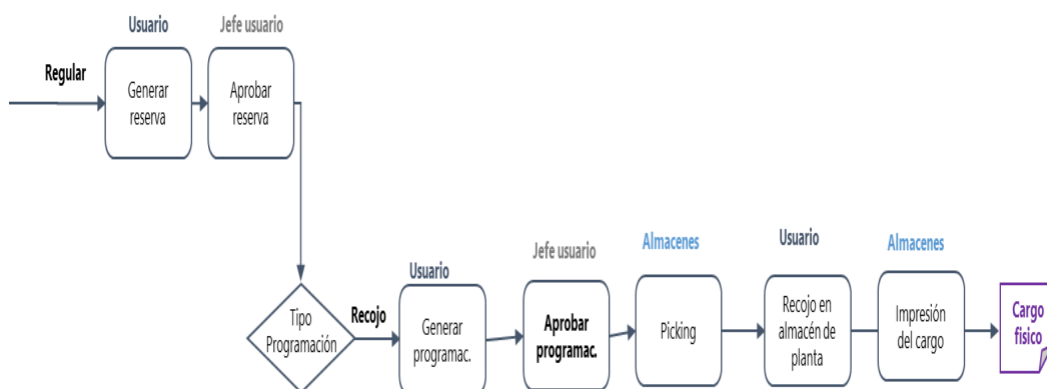 Usuario
Jefe usuario
Regular
Generar
reserva
Aprobar
reserva
Usuario
Jefe usuario
Almacenes
Usuario
Almacenes
Tipo
Programación
Recojo
Generar
programac.
Aprobar
programac.
Picking
Recojo en
almacén de
planta
Impresión
del cargo
Cargo
fisico